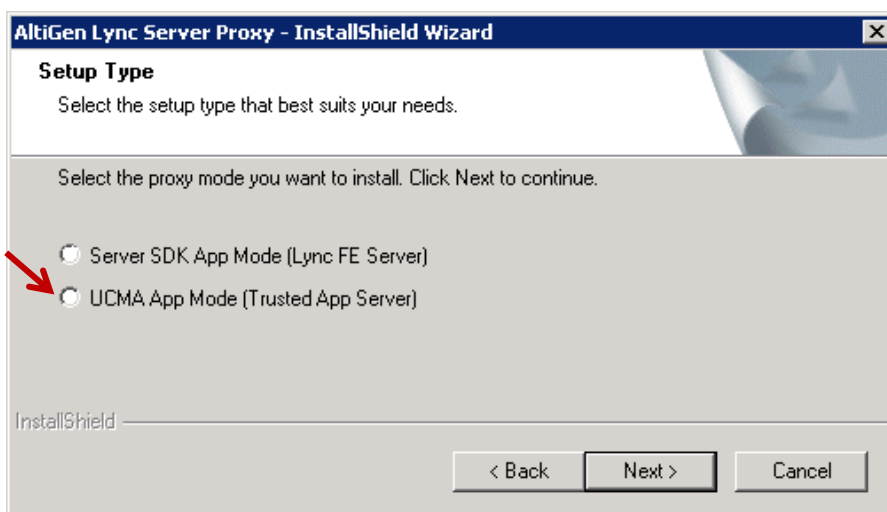 AltiGen Lync Server Proxy - InstallShield Wizard
Setup Type
Select the setup type that best suits your needs.
Select the proxy mode you want to install. Click Next to continue.
Server SDK App Mode (Lync FE Server)
UCMA App Mode (Trusted App Server)
InstallShield
< Back Next > Cancel